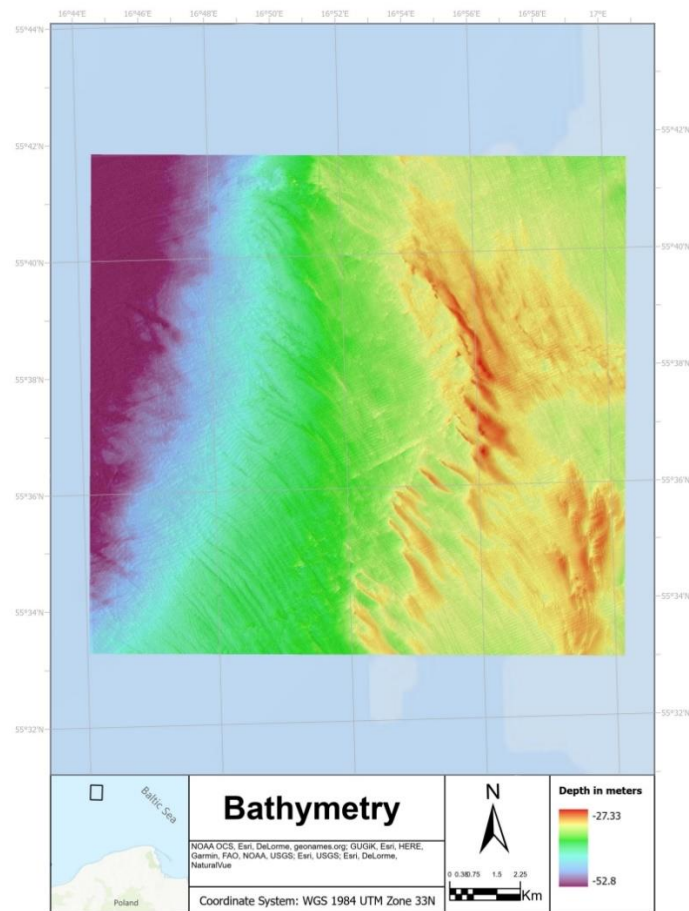 16°44'E 16°46'E 16°48'E 16°50'E 16°52'E 16°54'E 16°56'E 16°58'E 17°E
55°44'N
55°42'N 55°42'N
55°40'N 55°40'N
55°38'N 55°38'N
55°36'N 55°36'N
55°34'N 55°34'N
55°32'N 55°32'N
Baltic Sea
Poland
Bathymetry
NOAA OCS, Esri, DeLorme, geonames.org; GUGIK, Esri, HERE,
Garmin, FAO, NOAA, USGS; Esri, USGS; Esri, DeLorme,
NaturalVue
Coordinate System: WGS 1984 UTM Zone 33N
N
0 0.38 0.75 1.5 2.25
Km
Depth in meters
-27.33
-52.8